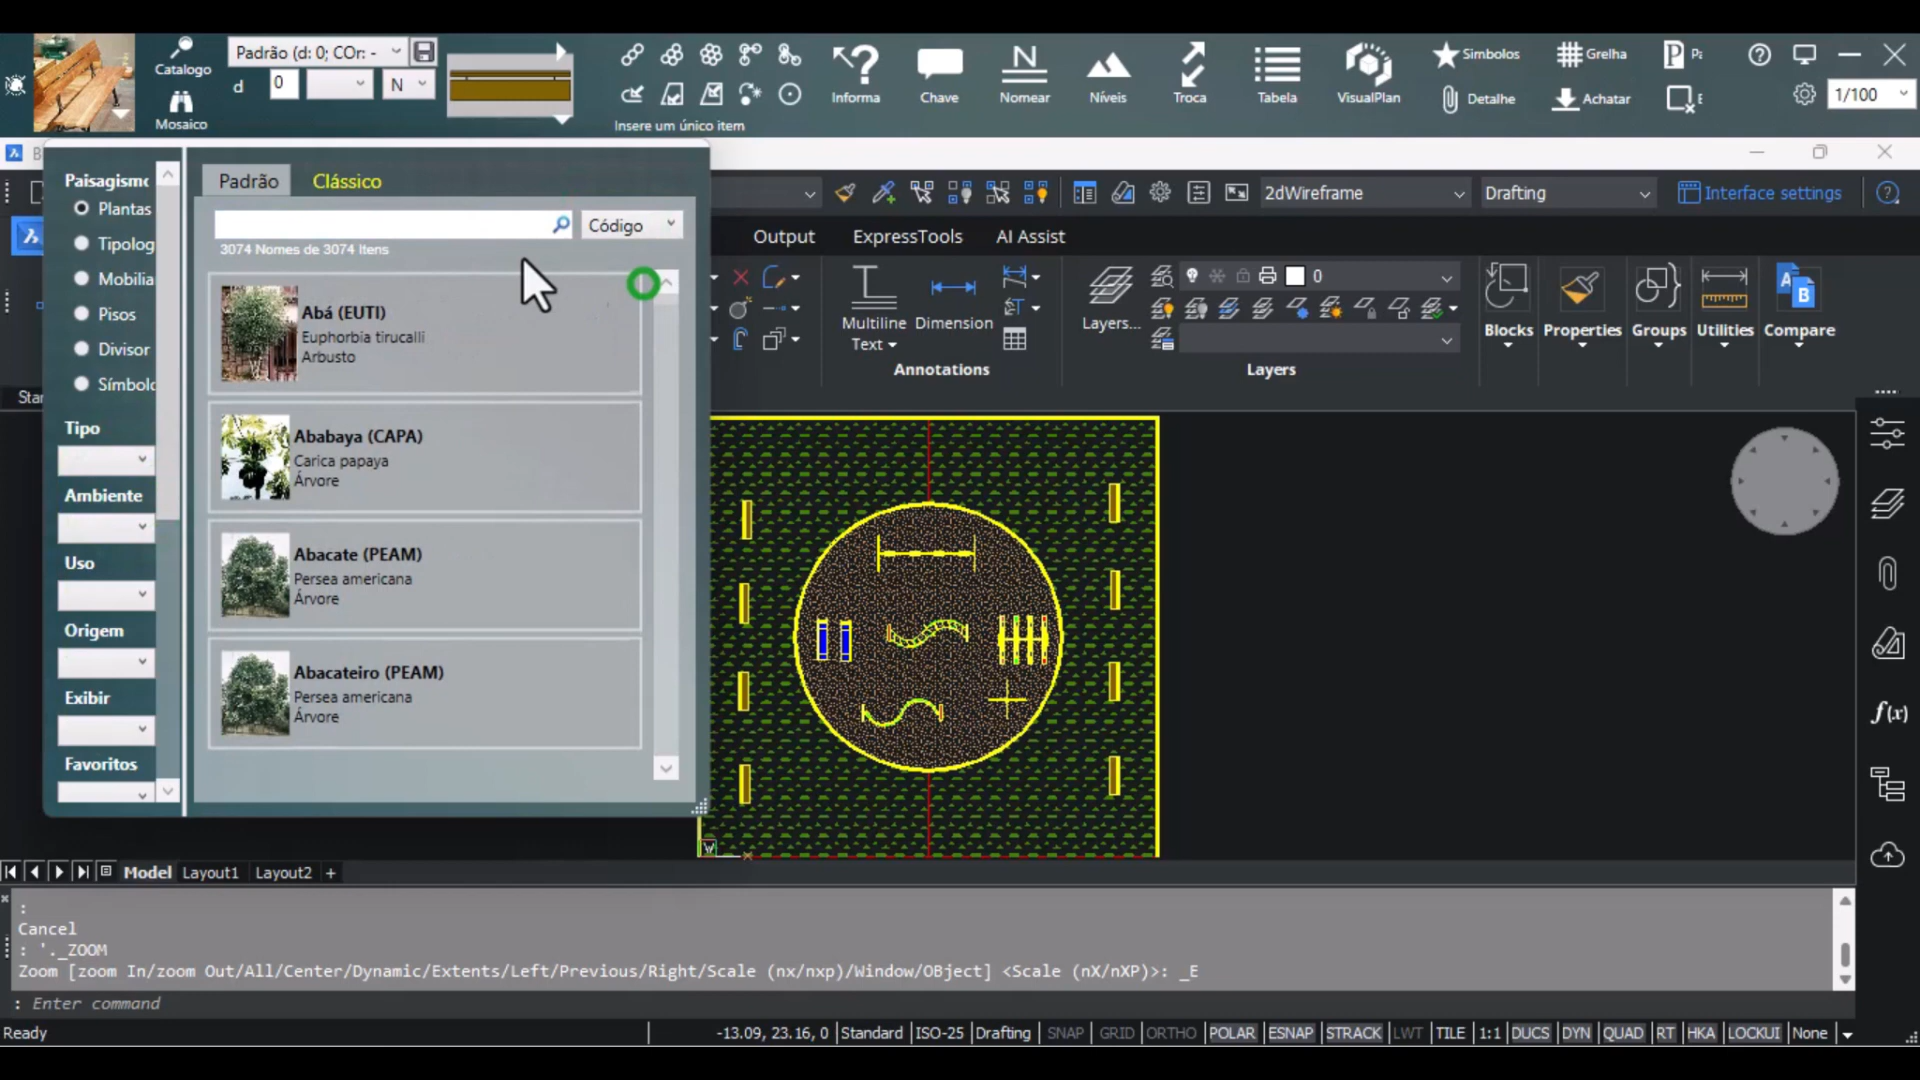 Catalogo
Mosaico
Padrão (d: 0; COr: -
d
0
N
Insere um único item
Informa
Chave
Nomear
Níveis
Troca
Tabela
VisualPlan
Simbolos
Detalhe
Grelha
Achatar
1/100
Paisagismo
Plantas
Tipolog
Mobilia
Pisos
Divisor
Símbolo
Tipo
Ambiente
Uso
Origem
Exibir
Favoritos
Padrão
Clássico
Código
3074 Nomes de 3074 Itens
Abá (EUTI)
Euphorbia tirucalli
Arbusto
Ababaya (CAPA)
Carica papaya
Árvore
Abacate (PEAM)
Persea americana
Árvore
Abacateiro (PEAM)
Persea americana
Árvore
2dWireframe
Drafting
Interface settings
Output
ExpressTools
AI Assist
Multiline
Text
Dimension
Annotations
Layers...
0
Layers
Blocks
Properties
Groups
Utilities
Compare
Star
f(x)
W
Model
Layout1
Layout2
+
:
Cancel
: '._ZOOM
Zoom [zoom In/zoom Out/All/Center/Dynamic/Extents/Left/Previous/Right/Scale (nx/nxp)/Window/OBject] <Scale (nX/nXP)>: _E
: Enter command
Ready
-13.09, 23.16, 0
Standard
ISO-25
Drafting
SNAP
GRID
ORTHO
POLAR
ESNAP
STRACK
LWT
TILE
1:1
DUCS
DYN
QUAD
RT
HKA
LOCKUI
None